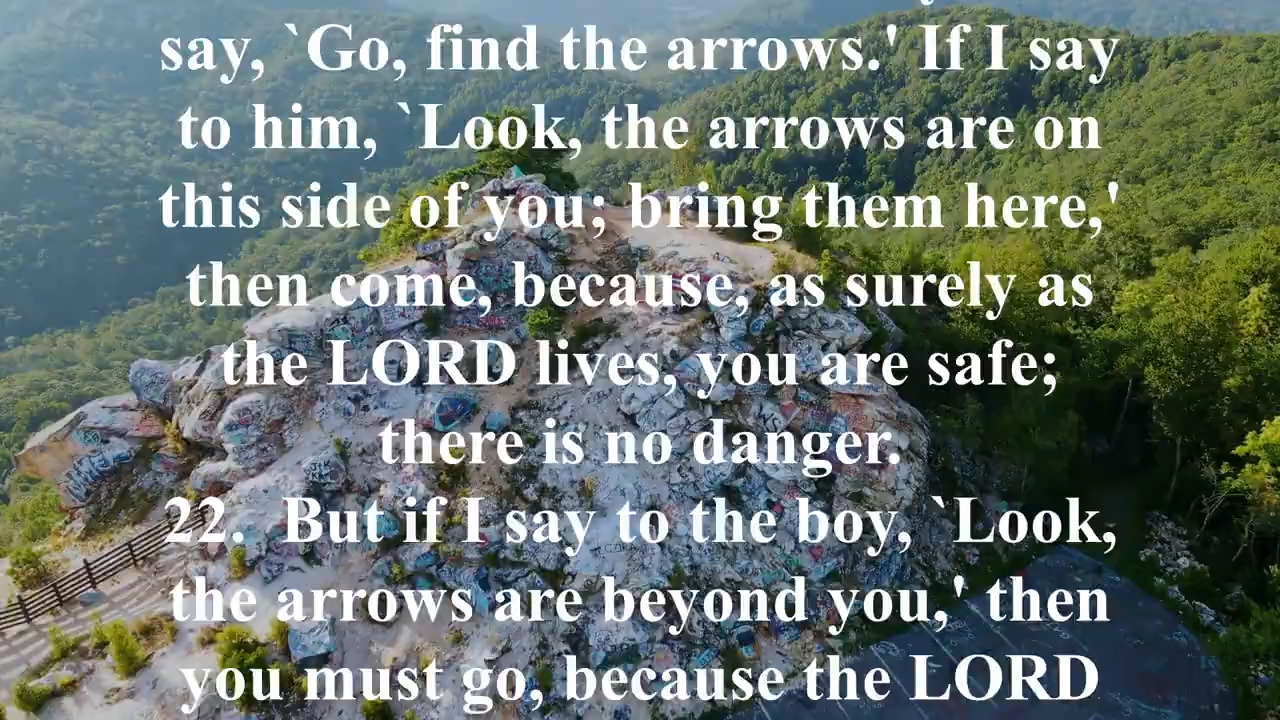 say, `Go, find the arrows.' If I say
to him, `Look, the arrows are on
this side of you; bring them here,'
then come, because, as surely as
the LORD lives, you are safe;
there is no danger.
22. But if I say to the boy, `Look,
the arrows are beyond you,' then
you must go, because the LORD